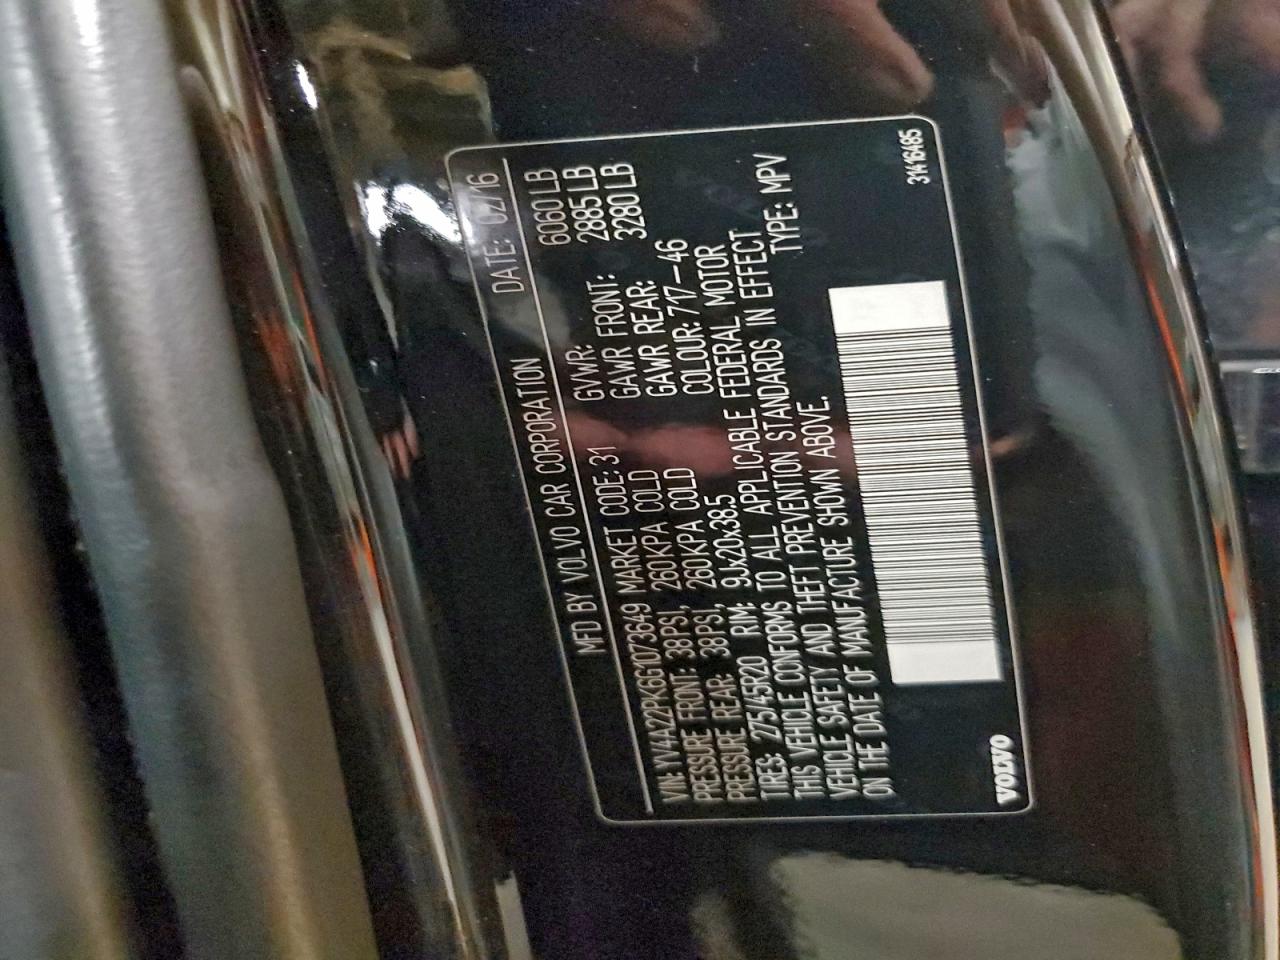 MFD BY VOLVO CAR CORPORATION DATE: 02/16
VIN: YV4A22PK6G1073649 MARKET CODE: 31 GVWR: 6060 LB
PRESSURE FRONT: 38PSI, 260KPA COLD GAWR FRONT: 2885 LB
PRESSURE REAR: 38PSI, 260KPA COLD GAWR REAR: 3280 LB
TIRES: 275/45R20 RIM: 9Jx20x38.5 COLOUR: 717-46
THIS VEHICLE CONFORMS TO ALL APPLICABLE FEDERAL MOTOR
VEHICLE SAFETY AND THEFT PREVENTION STANDARDS IN EFFECT
ON THE DATE OF MANUFACTURE SHOWN ABOVE. TYPE: MPV
VOLVO 31416485